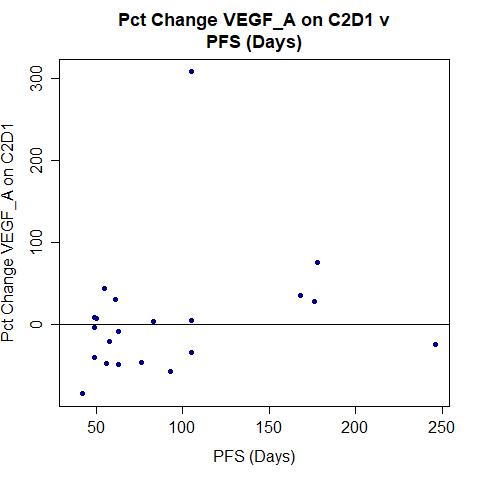 Pct Change VEGF_A on C2D1 v
PFS (Days)
Pct Change VEGF_A on C2D1
300
200
100
0
50
100
150
200
250
PFS (Days)